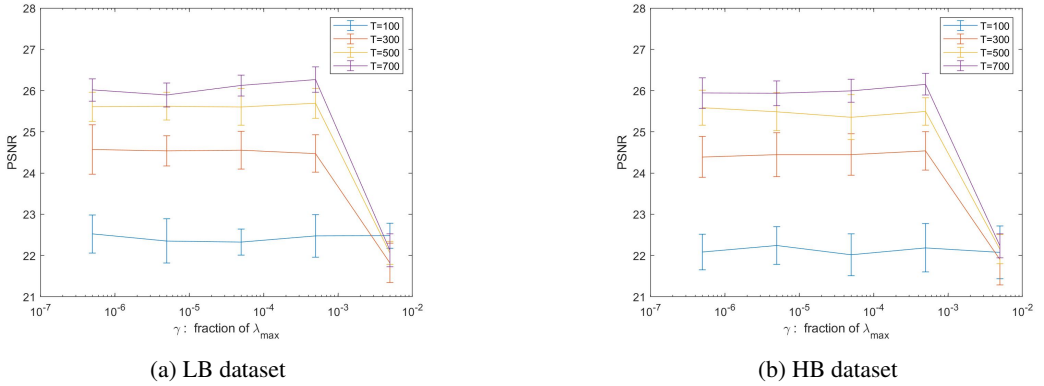 28
27
26
25
24
23
22
21
PSNR
10-7
10-6
10-5
10-4
10-3
10-2
γ : fraction of λmax
T=100
T=300
T=500
T=700
(a) LB dataset
28
27
26
25
24
23
22
21
PSNR
10-7
10-6
10-5
10-4
10-3
10-2
γ : fraction of λmax
T=100
T=300
T=500
T=700
(b) HB dataset